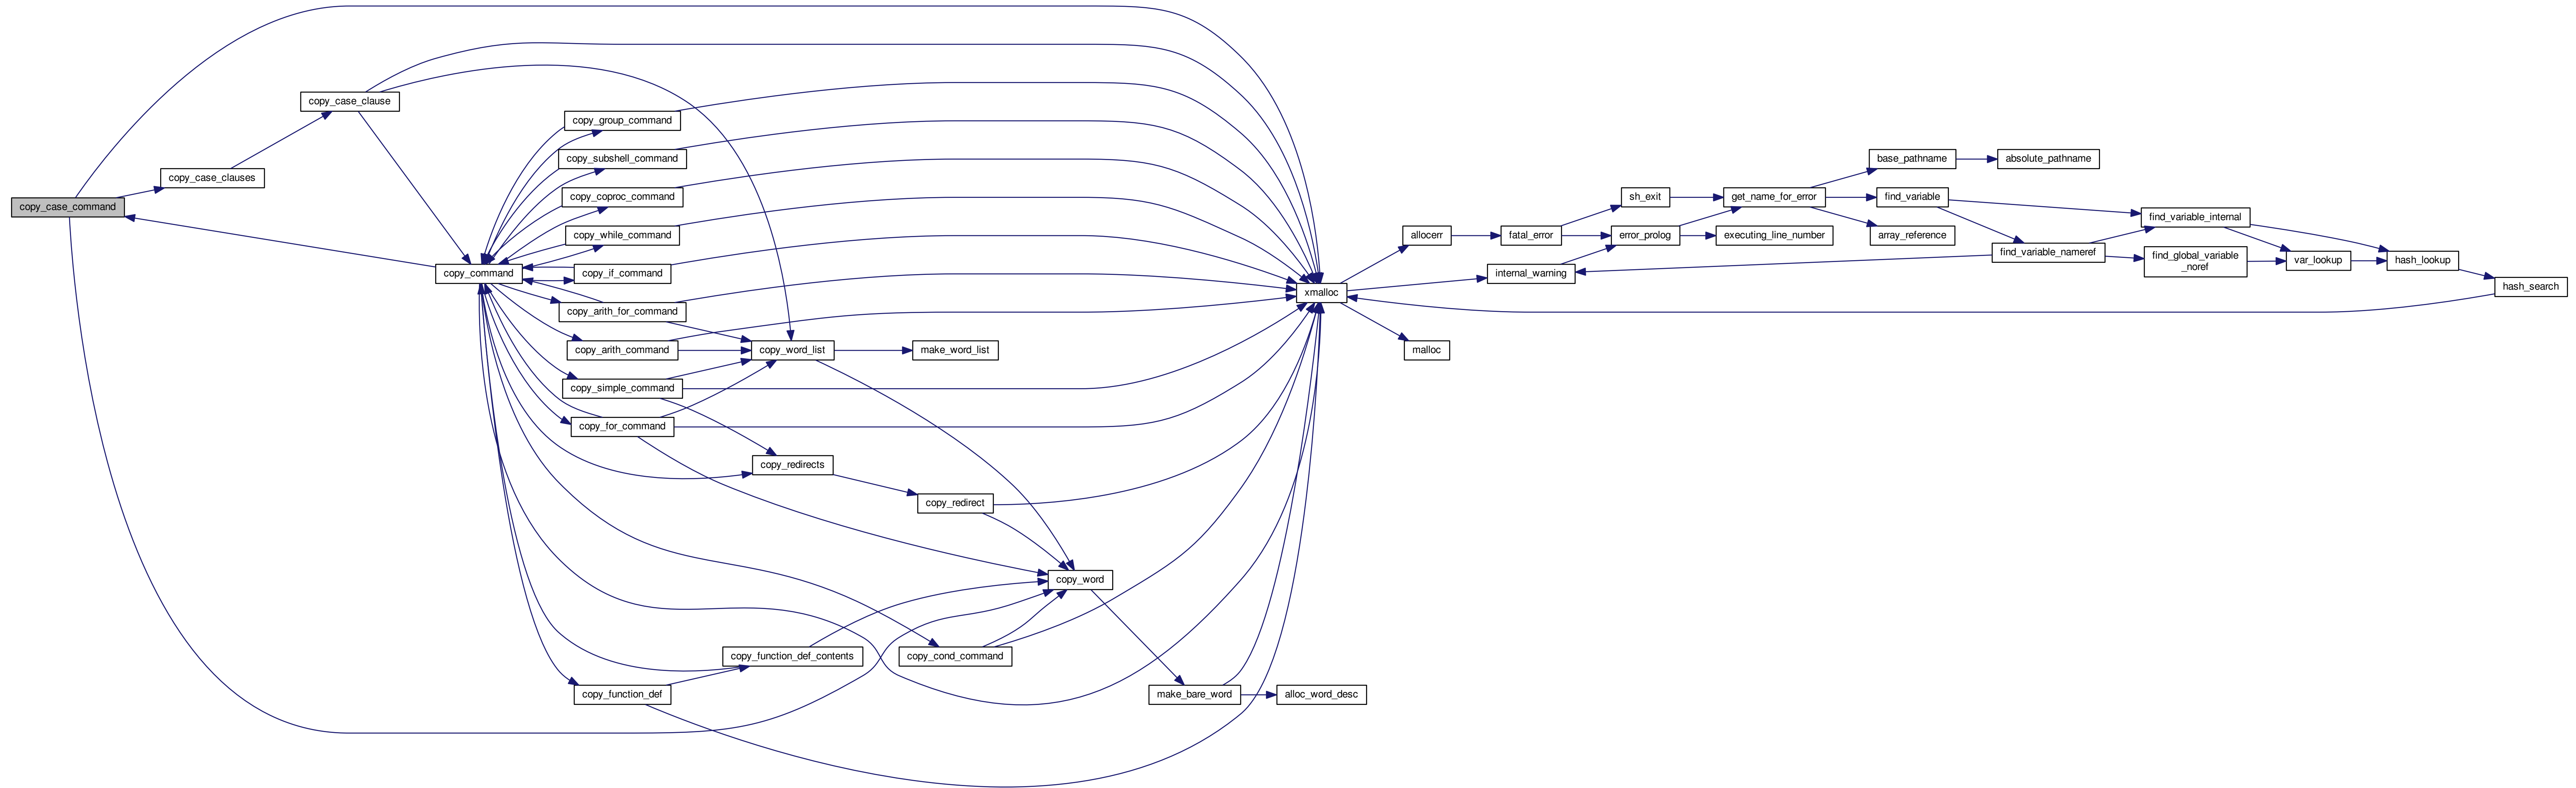 copy_case_command
copy_case_clauses
copy_case_clause
copy_command
copy_group_command
copy_subshell_command
copy_coproc_command
copy_while_command
copy_if_command
copy_arith_for_command
copy_arith_command
copy_simple_command
copy_for_command
copy_function_def
copy_word_list
copy_redirects
copy_function_def_contents
make_word_list
copy_redirect
copy_cond_command
copy_word
make_bare_word
alloc_word_desc
xmalloc
allocerr
malloc
fatal_error
internal_warning
sh_exit
error_prolog
get_name_for_error
executing_line_number
base_pathname
find_variable
array_reference
absolute_pathname
find_variable_nameref
find_variable_internal
find_global_variable
_noref
var_lookup
hash_lookup
hash_search